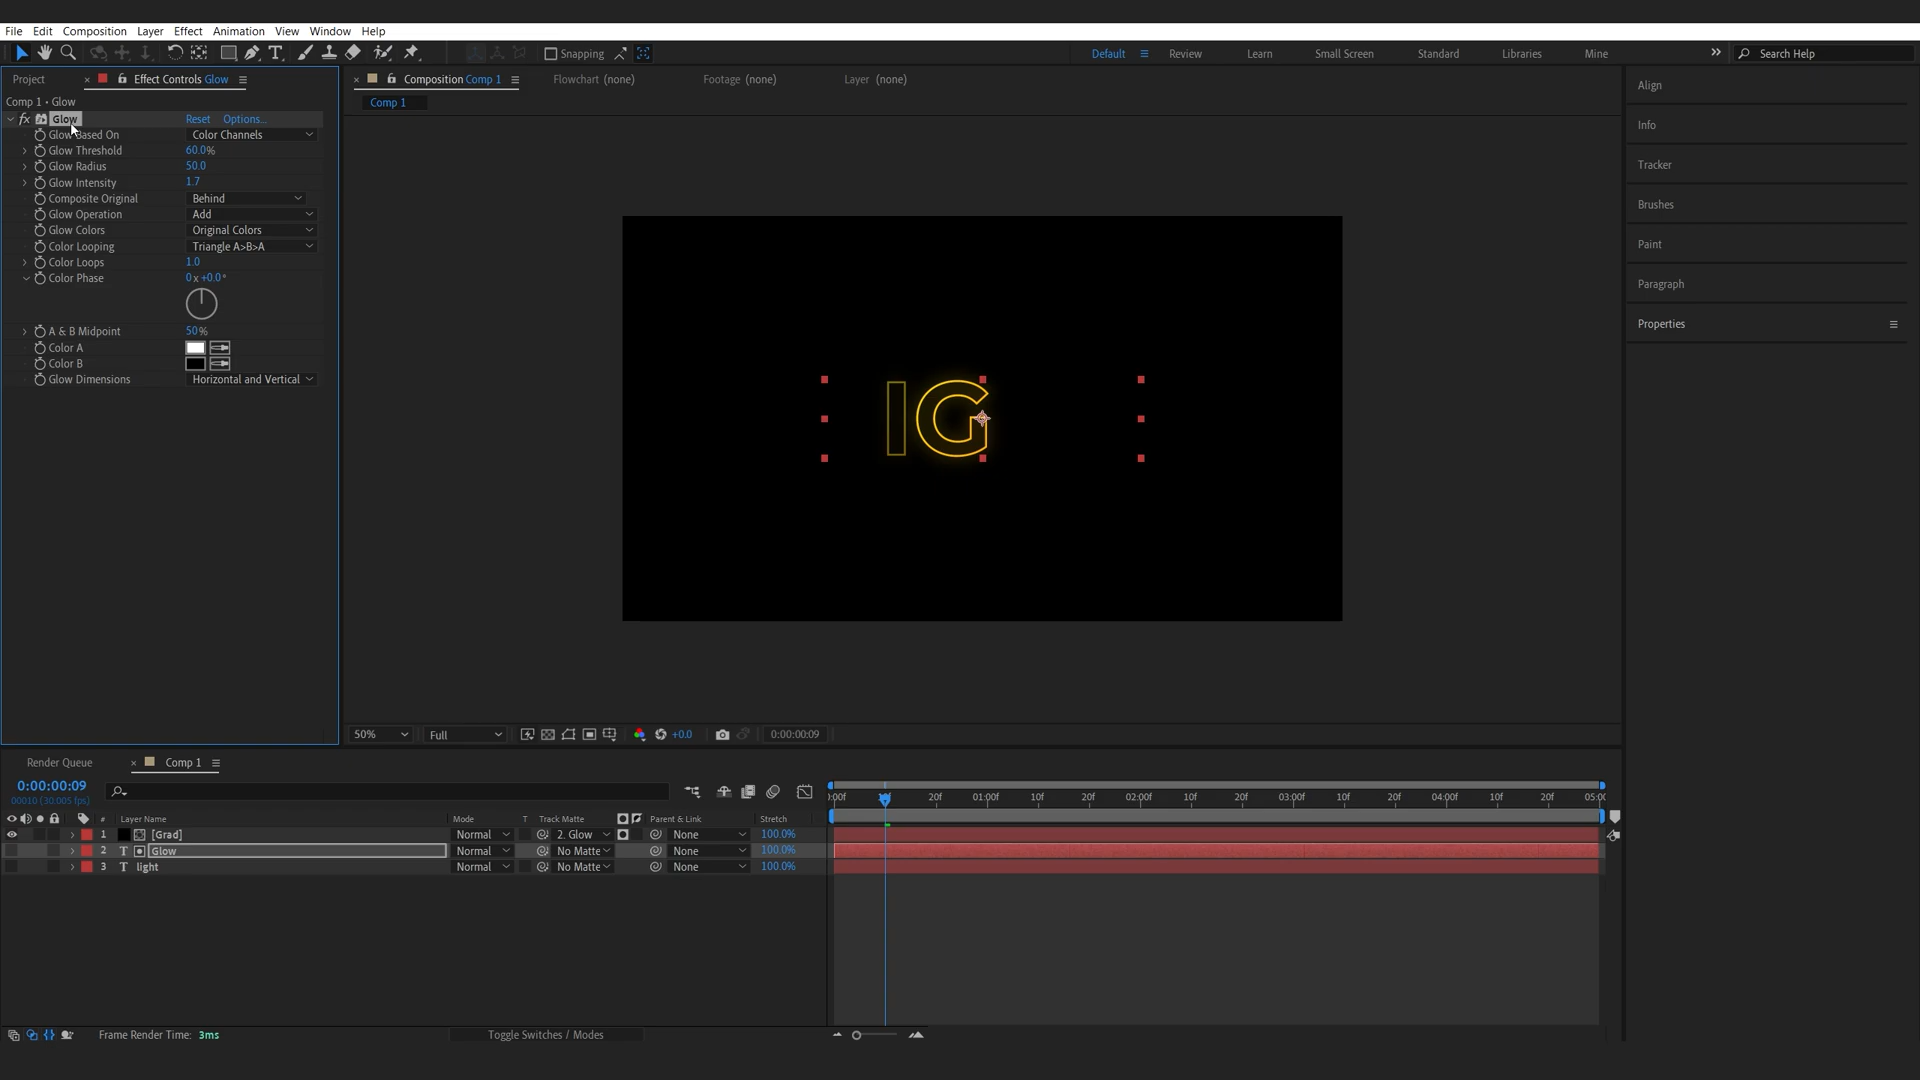 File Edit Composition Layer Effect Animation View Window Help
Snapping Default Review Learn Small Screen Standard Libraries Mine Search Help
Project Effect Controls Glow Composition Comp 1 Flowchart (none) Footage (none) Layer (none)
Comp 1 • Glow
Comp 1
fx Glow Reset Options...
Glow Based On Color Channels
Glow Threshold 60.0%
Glow Radius 50.0
Glow Intensity 1.7
Composite Original Behind
Glow Operation Add
Glow Colors Original Colors
Color Looping Triangle A>B>A
Color Loops 1.0
Color Phase 0x+0.0°
A & B Midpoint 50%
Color A
Color B
Glow Dimensions Horizontal and Vertical
IG
Align
Info
Tracker
Brushes
Paint
Paragraph
Properties
50% Full +0.0 0:00:00:09
Render Queue Comp 1
0:00:00:09
00010 (30.005 fps)
:00f 20f 01:00f 10f 20f 02:00f 10f 20f 03:00f 10f 20f 04:00f 10f 20f 05:00
# Layer Name Mode T Track Matte Parent & Link Stretch
1 [Grad] Normal 2. Glow None 100.0%
2 T Glow Normal No Matte None 100.0%
3 T light Normal No Matte None 100.0%
Frame Render Time: 3ms Toggle Switches / Modes